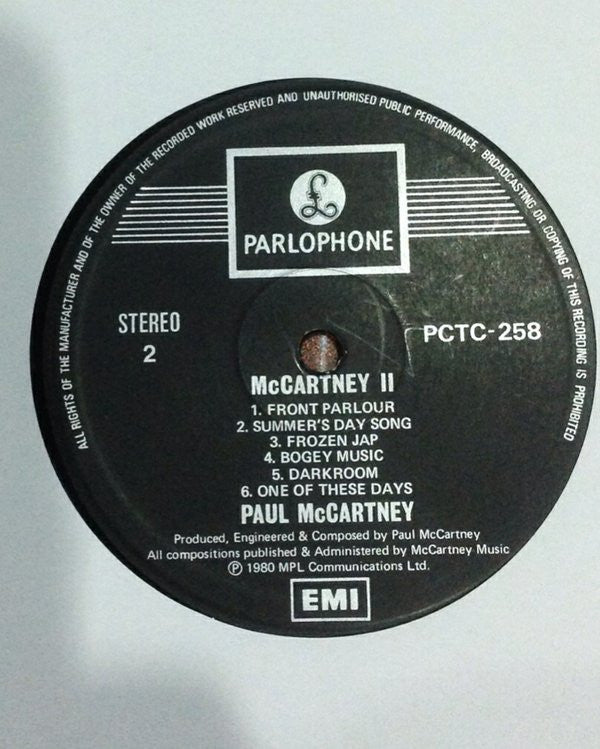 ALL RIGHTS OF THE MANUFACTURER AND OF THE OWNER OF THE RECORDED WORK RESERVED AND UNAUTHORISED PUBLIC PERFORMANCE, BROADCASTING OR COPYING OF THIS RECORDING IS PROHIBITED
£
PARLOPHONE
STEREO
2
PCTC-258
McCARTNEY II
1. FRONT PARLOUR
2. SUMMER'S DAY SONG
3. FROZEN JAP
4. BOGEY MUSIC
5. DARKROOM
6. ONE OF THESE DAYS
PAUL McCARTNEY
Produced, Engineered & Composed by Paul McCartney
All compositions published & Administered by McCartney Music
℗ 1980 MPL Communications Ltd.
EMI